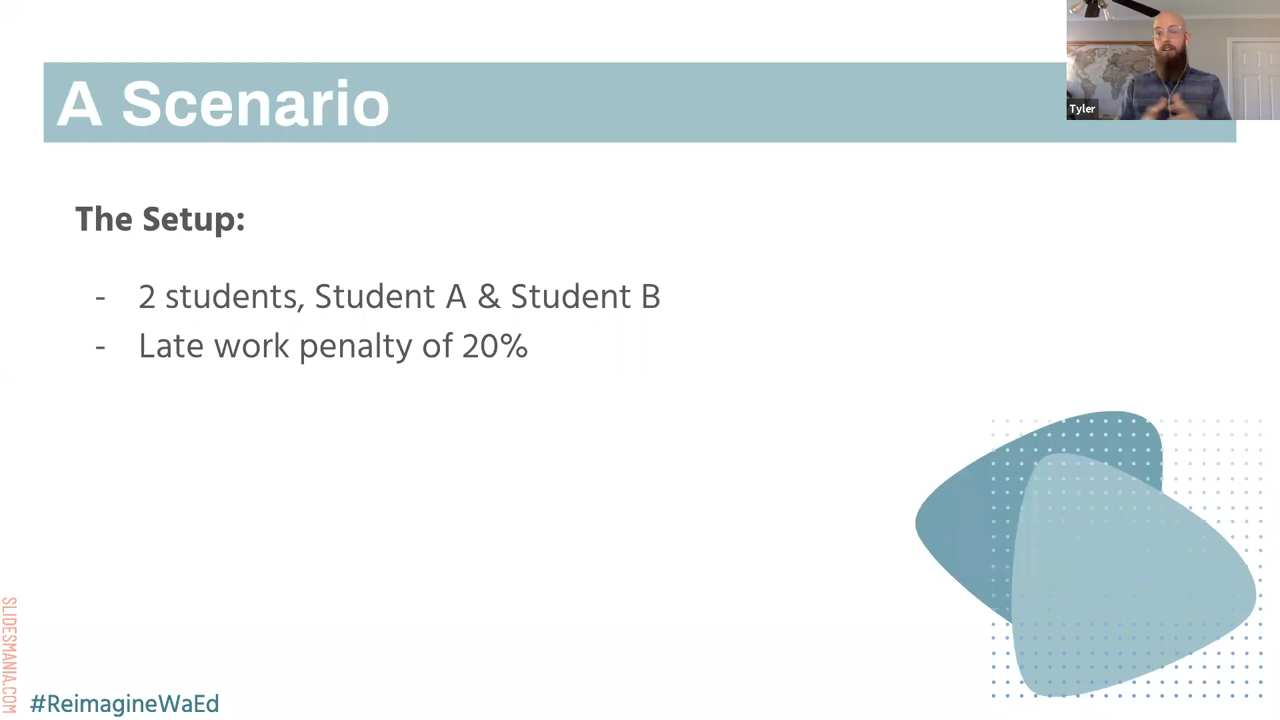 A Scenario
Tyler
The Setup:
- 2 students, Student A & Student B
- Late work penalty of 20%
SLIDESMANIA.COM
#ReimagineWaEd